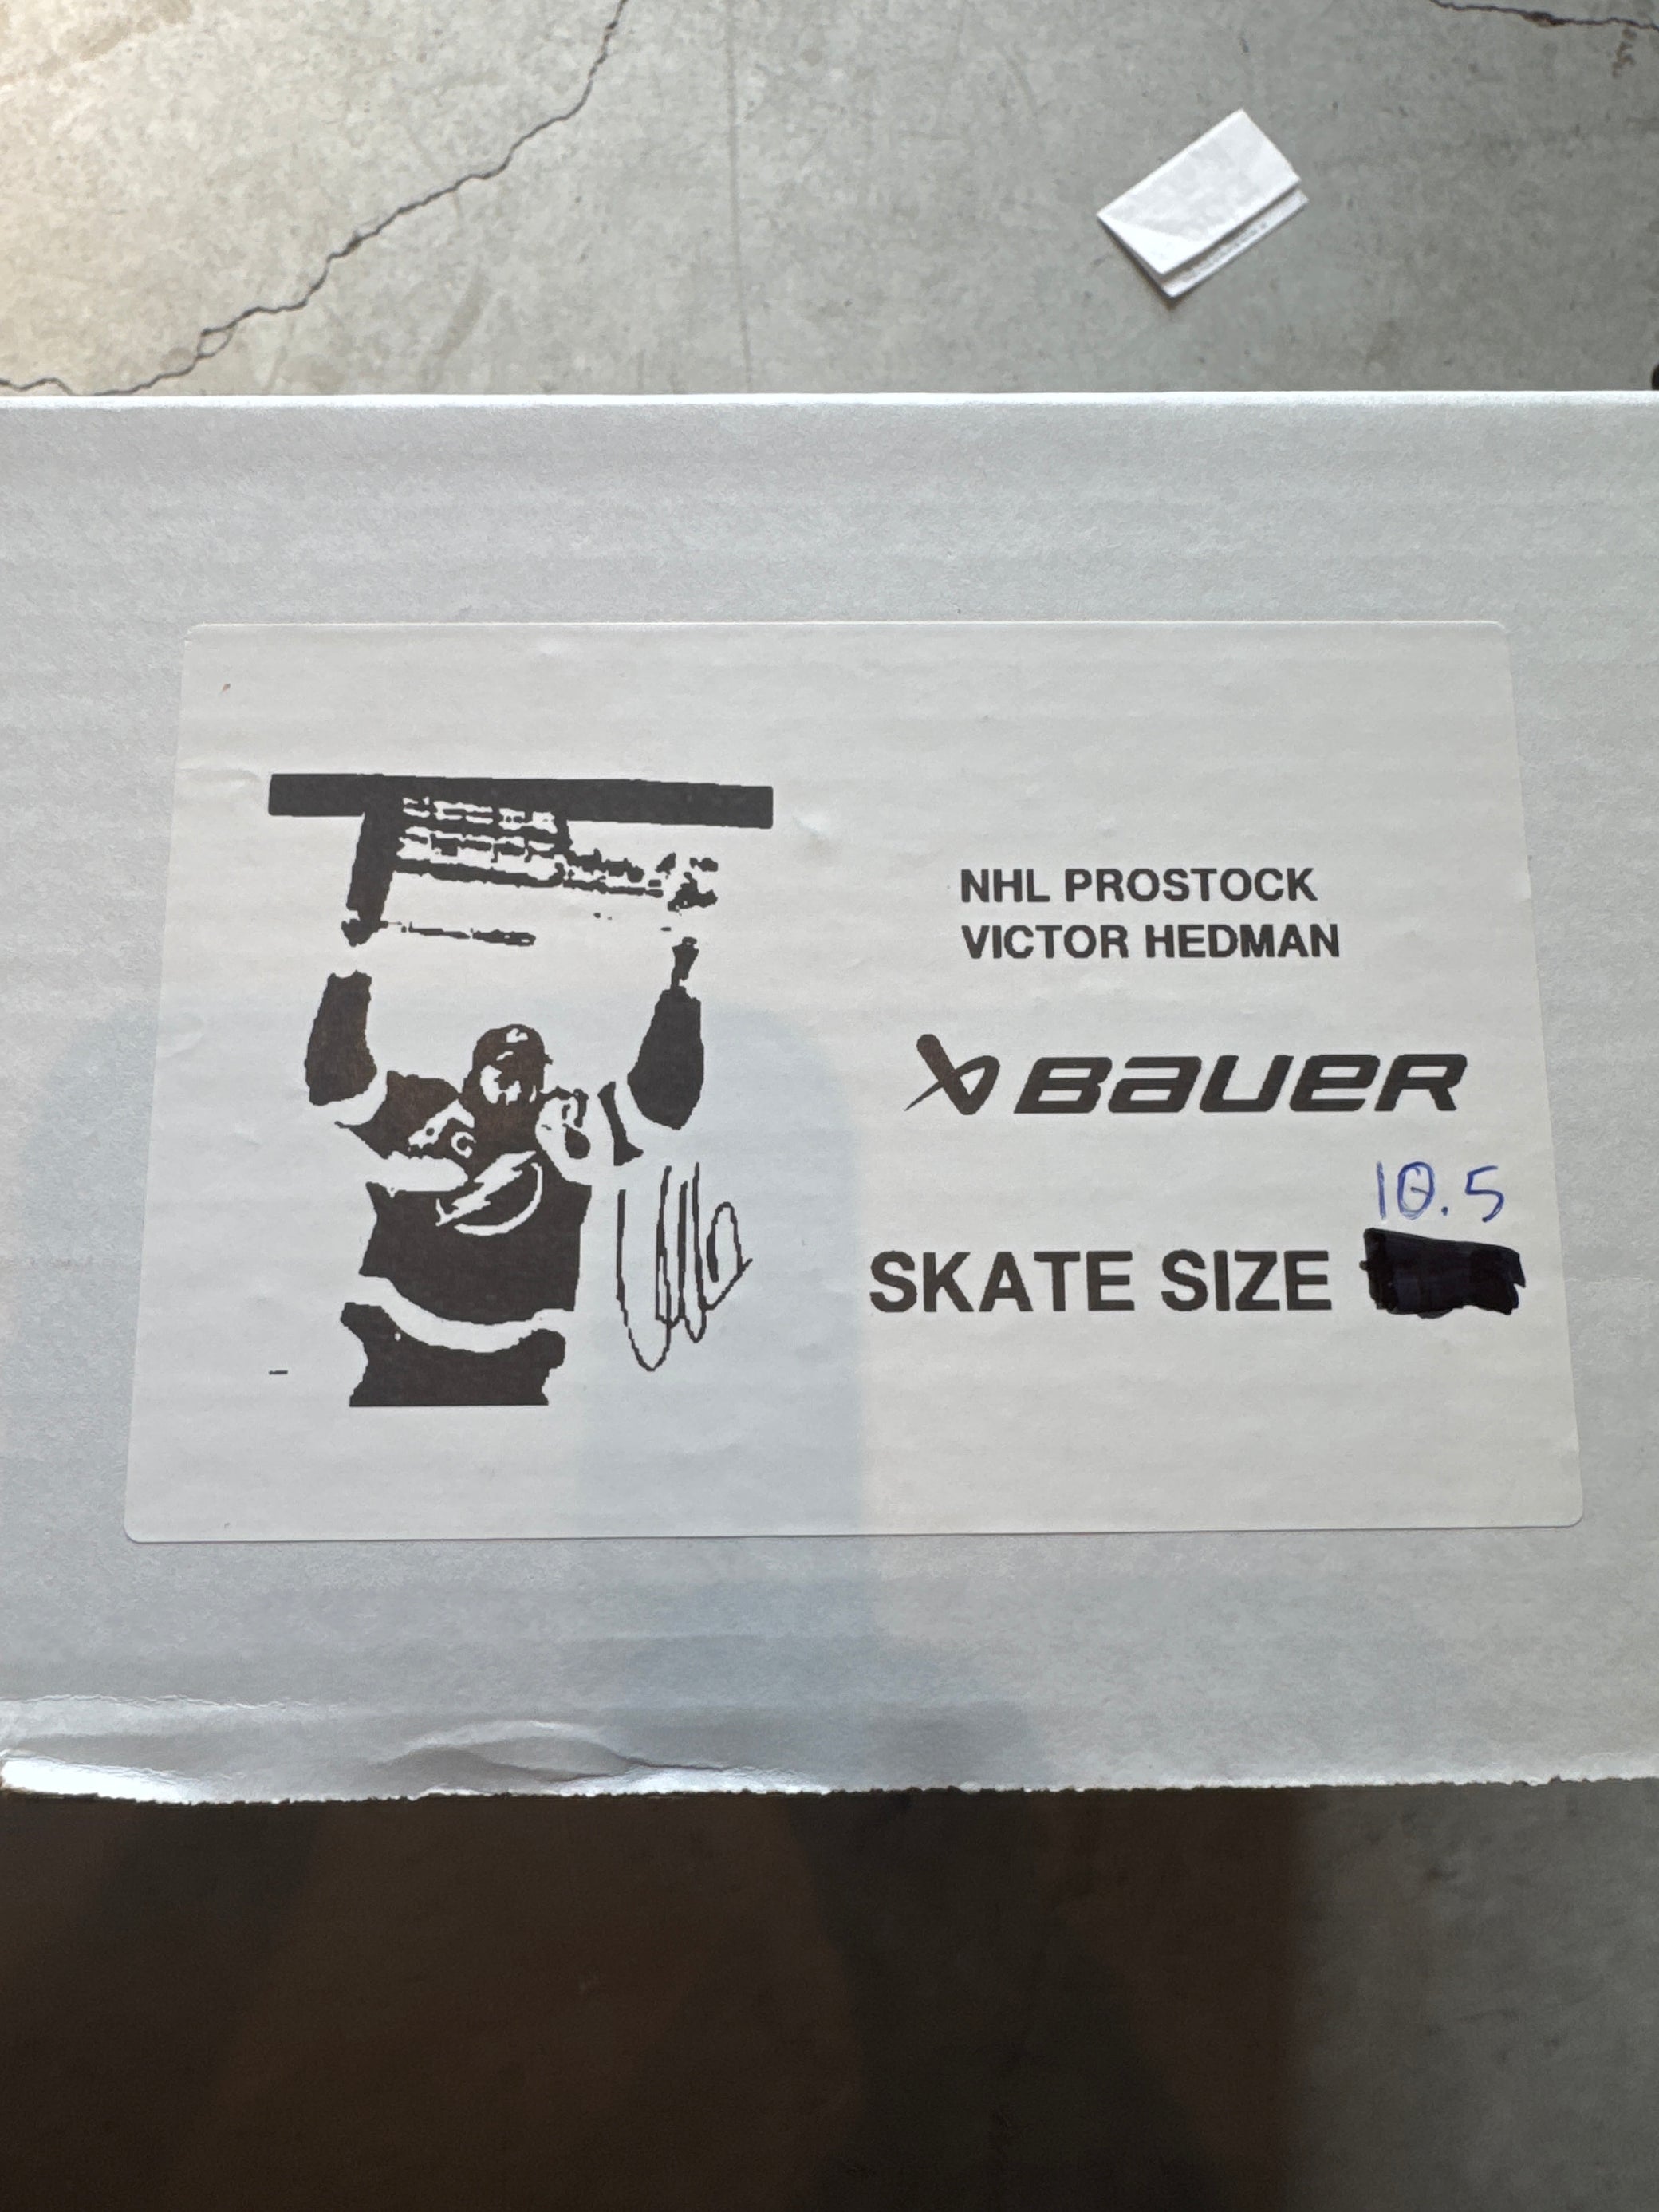 NHL PROSTOCK
VICTOR HEDMAN
BAUER
10.5
SKATE SIZE